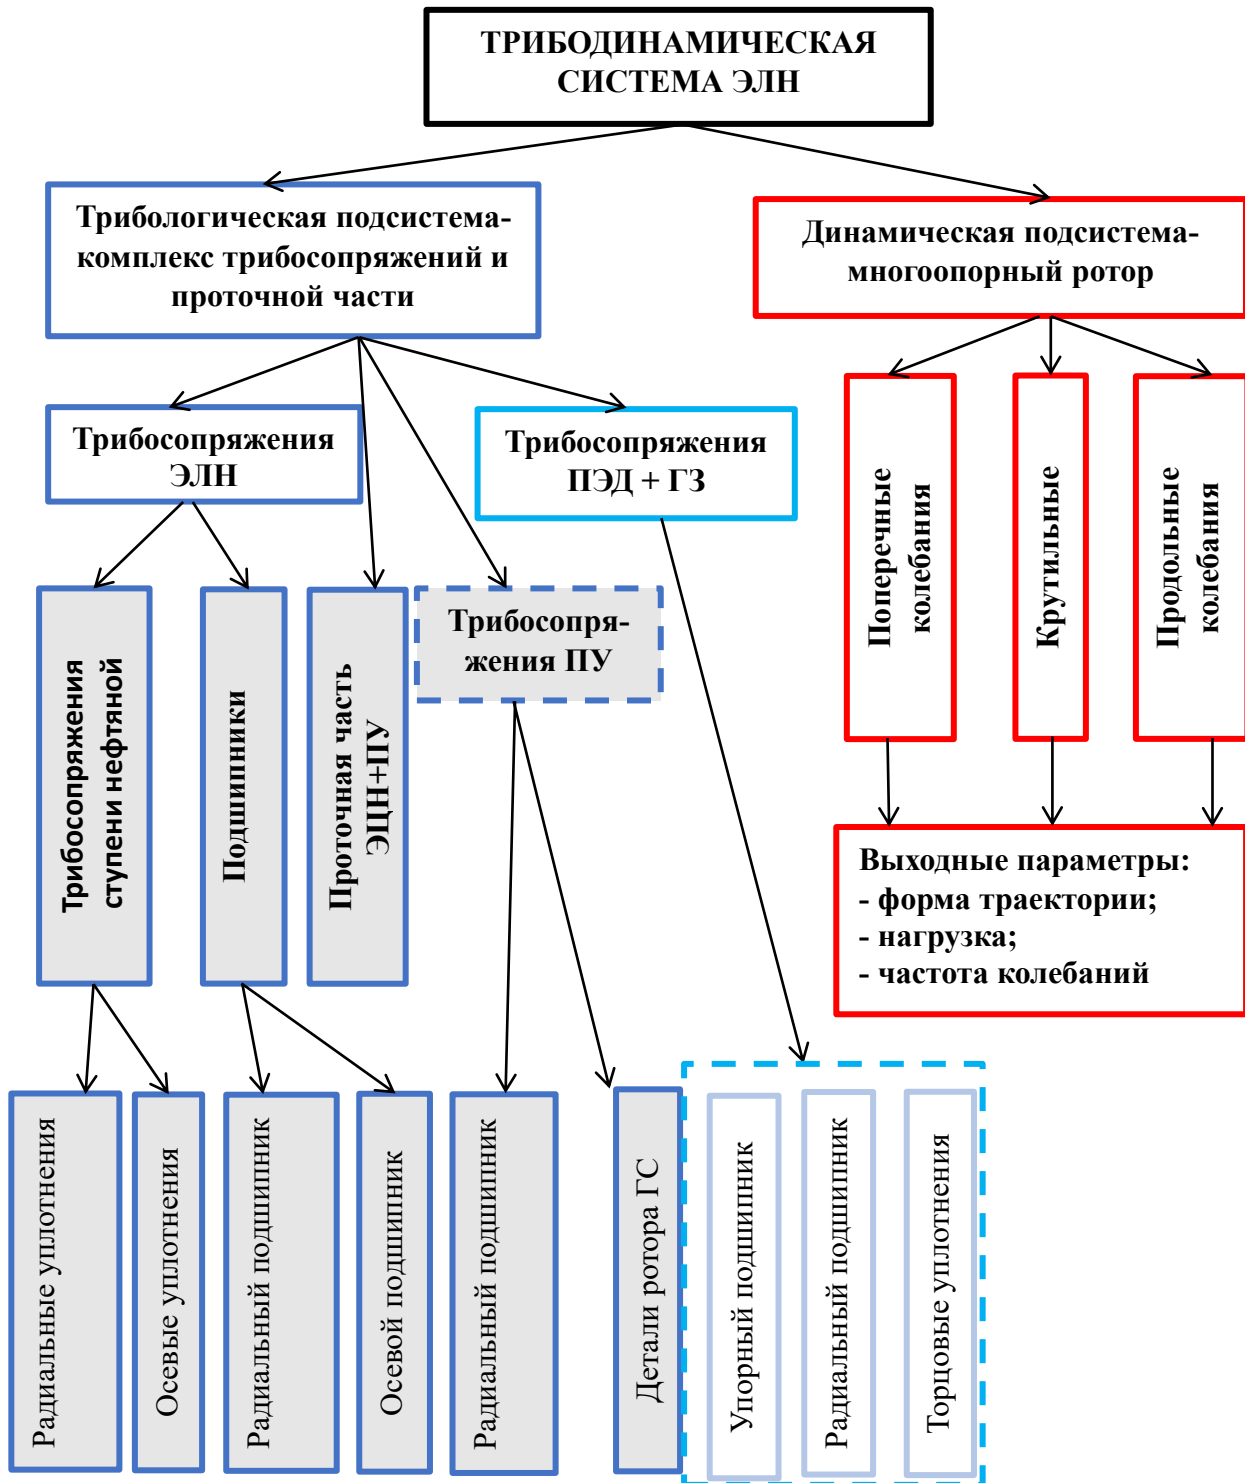 ТРИБОДИНАМИЧЕСКАЯ
СИСТЕМА ЭЛН
Трибологическая подсистема-
комплекс трибосопряжений и
проточной части
Динамическая подсистема-
многоопорный ротор
Трибосопряжения
ЭЛН
Трибосопряжения
ПЭД + ГЗ
Поперечные
колебания
Крутильные
Продольные
колебания
Трибосопряжения
ступени нефтяной
Подшипники
Проточная часть
ЭЦН+ПУ
Трибосопря-
жения ПУ
Выходные параметры:
- форма траектории;
- нагрузка;
- частота колебаний
Радиальные уплотнения
Осевые уплотнения
Радиальный подшипник
Осевой подшипник
Радиальный подшипник
Детали ротора ГС
Упорный подшипник
Радиальный подшипник
Торцовые уплотнения